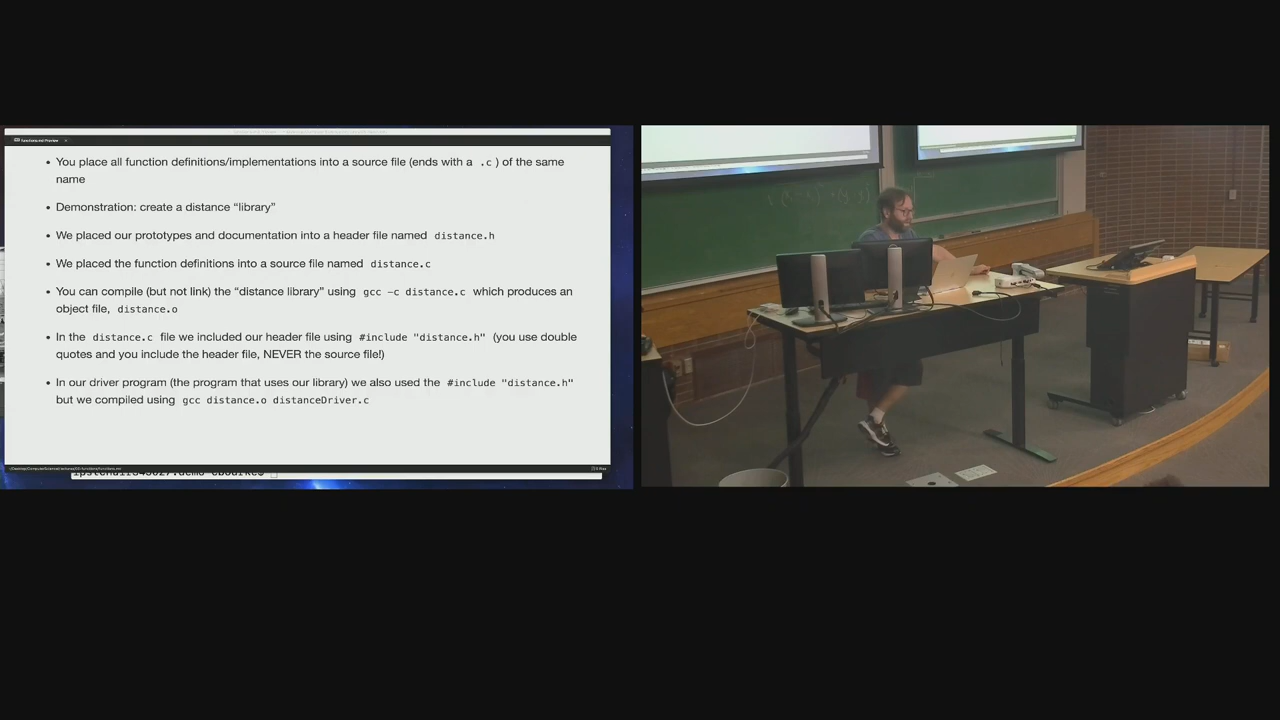 Functions.md Preview
• You place all function definitions/implementations into a source file (ends with a .c ) of the same
name
• Demonstration: create a distance “library”
• We placed our prototypes and documentation into a header file named distance.h
• We placed the function definitions into a source file named distance.c
• You can compile (but not link) the “distance library” using gcc -c distance.c which produces an
object file, distance.o
• In the distance.c file we included our header file using #include "distance.h" (you use double
quotes and you include the header file, NEVER the source file!)
• In our driver program (the program that uses our library) we also used the #include "distance.h"
but we compiled using gcc distance.o distanceDriver.c